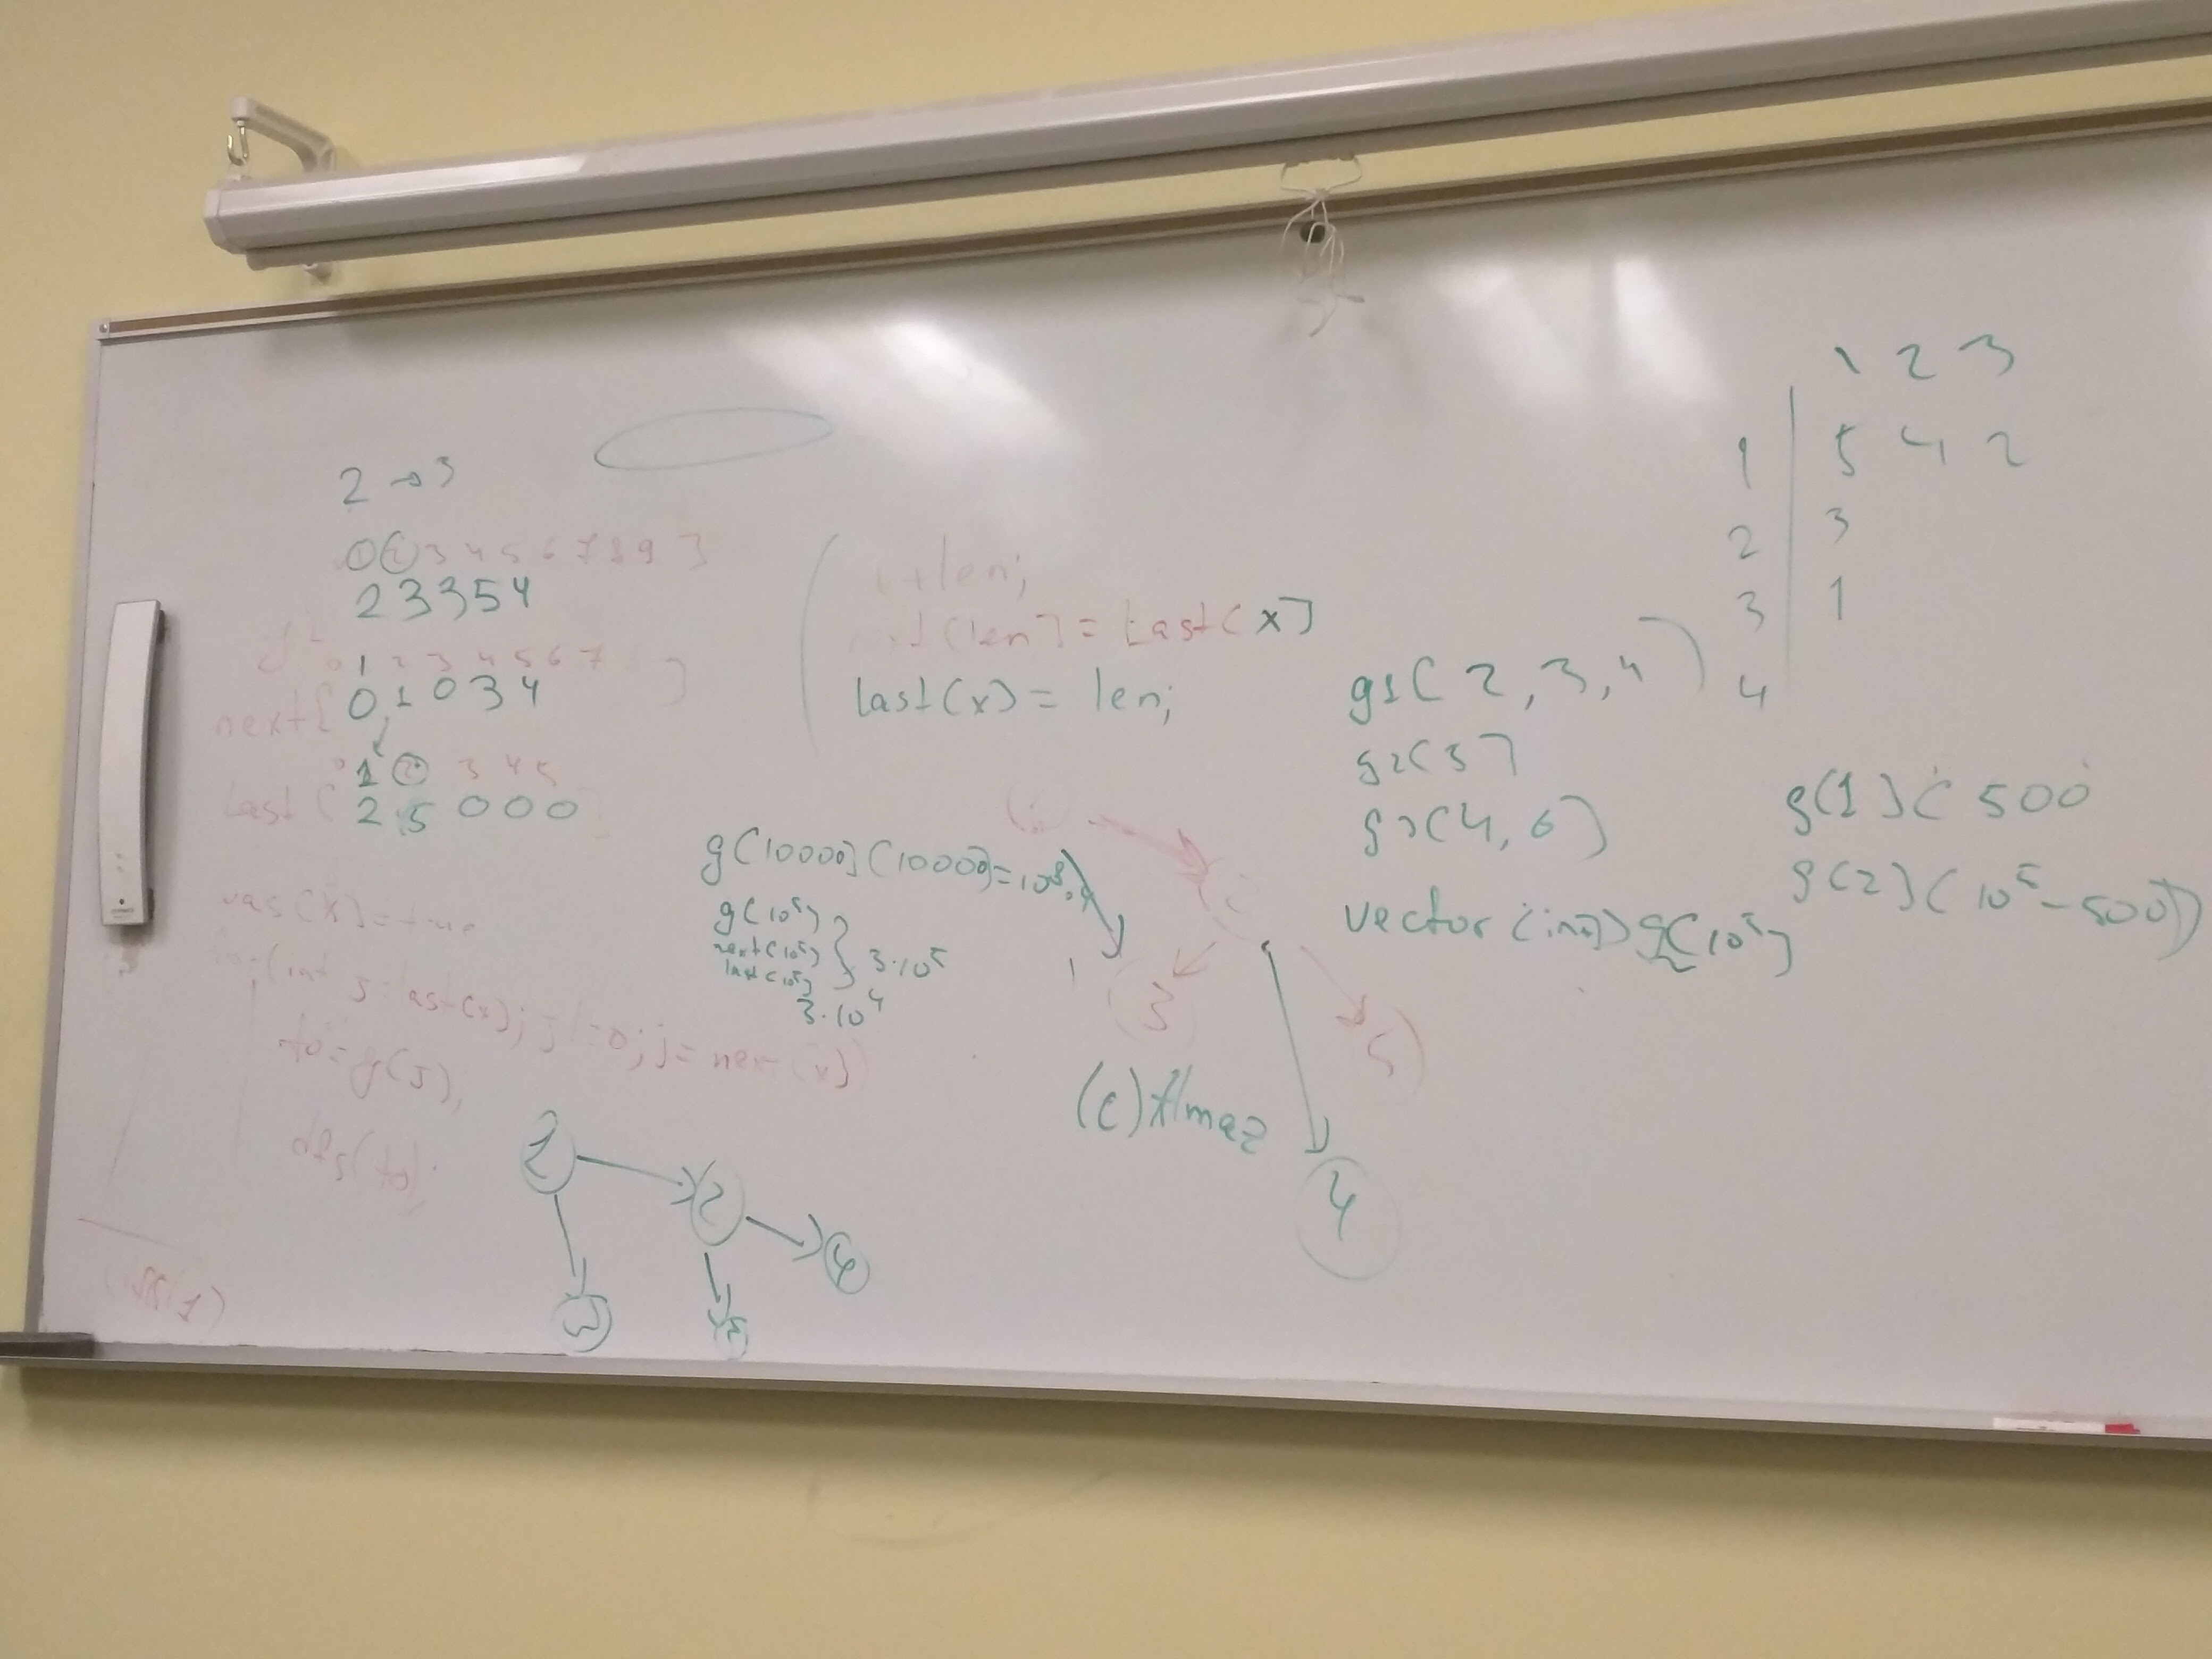 2 → 3
1 2 3 4 5 6 7 8 9 ]
2 3 3 5 4
0 1 2 3 4 5 6 7 ]
next [ 0 1 0 3 4
0 1 2 3 4 5
last [ 2 5 0 0 0 ]
++len;
next[len] = last[x]
last[x] = len;
g[10000][10000] = 10^8
g[10^5]
next[10^5]
last[10^5]
} 3·10^5
3·10^4
was[x] = true
for(int j = last[x]; j != 0; j = next[x])
to = g[j],
dfs(to);
1
2
4
3
5
3
5
4
(c) Almaz
g1[ 2, 3, 4 ]
g2[ 3 ]
g3[ 4, 6 ]
vector<int> g[10^5]
1 2 3
1 | 5 4 2
2 | 3
3 | 1
4
g[1][ 500
g[2][ 10^5 - 500]